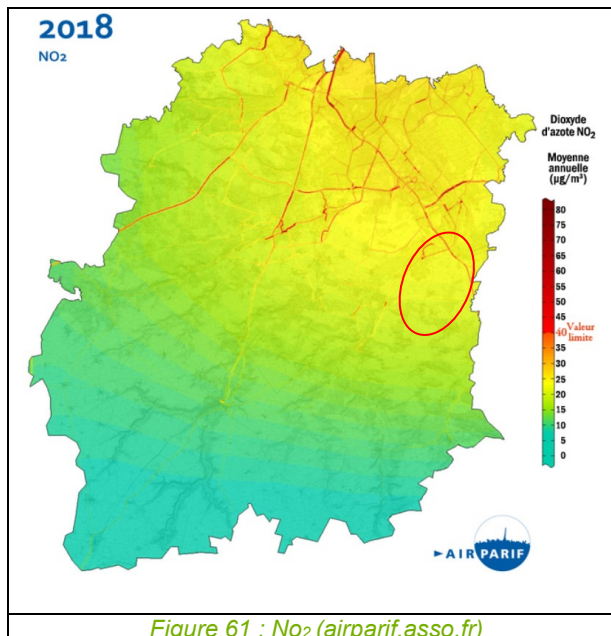 2018
NO₂
Dioxyde
d'azote NO₂
Moyenne
annuelle
(µg/m³)
80
75
70
65
60
55
50
45
40 Valeur
limite
35
30
25
20
15
10
5
0
AIRPARIF
Figure 61 : No₂ (airparif.asso.fr)